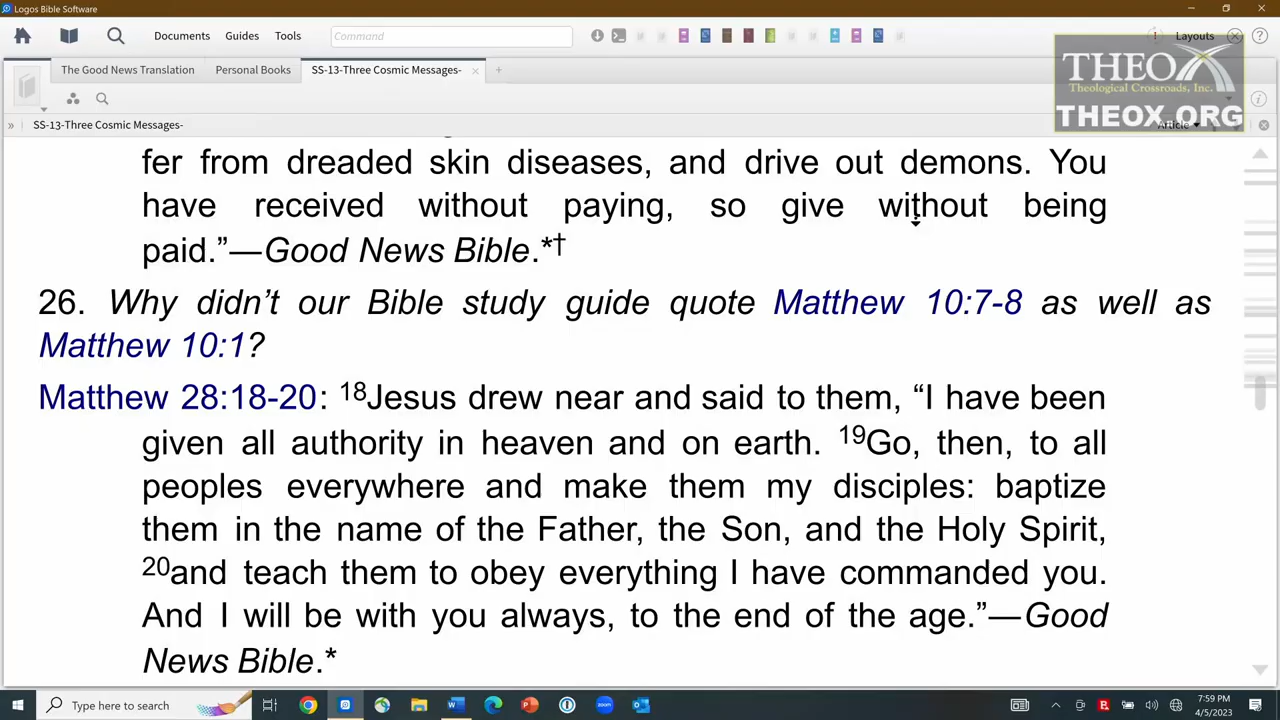 Logos Bible Software
Documents Guides Tools Command Layouts
The Good News Translation Personal Books SS-13-Three Cosmic Messages-
THEOX
Theological Crossroads, Inc.
THEOX.ORG
SS-13-Three Cosmic Messages- Article
fer from dreaded skin diseases, and drive out demons. You
have received without paying, so give without being
paid.”—Good News Bible.*†
26. Why didn’t our Bible study guide quote Matthew 10:7-8 as well as
Matthew 10:1?
Matthew 28:18-20: 18Jesus drew near and said to them, “I have been
given all authority in heaven and on earth. 19Go, then, to all
peoples everywhere and make them my disciples: baptize
them in the name of the Father, the Son, and the Holy Spirit,
20and teach them to obey everything I have commanded you.
And I will be with you always, to the end of the age.”—Good
News Bible.*
Type here to search
7:59 PM
4/5/2023